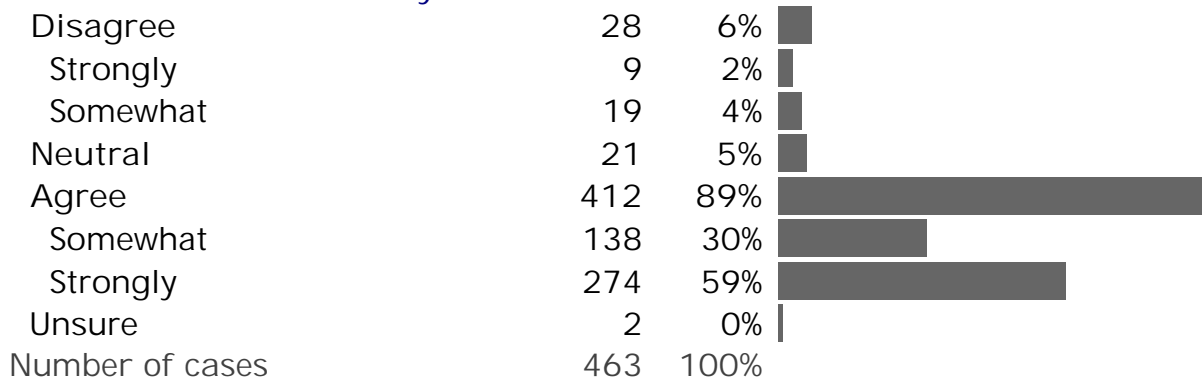 Disagree 28 6%
Strongly 9 2%
Somewhat 19 4%
Neutral 21 5%
Agree 412 89%
Somewhat 138 30%
Strongly 274 59%
Unsure 2 0%
Number of cases 463 100%